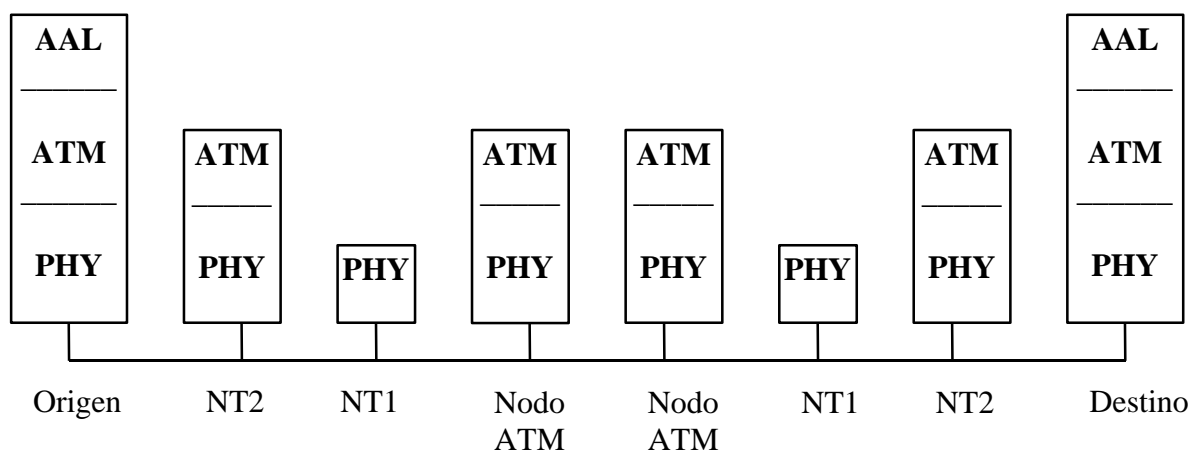 AAL AAL
ATM ATM ATM ATM ATM ATM
PHY PHY PHY PHY PHY PHY PHY PHY
Origen NT2 NT1 Nodo Nodo NT1 NT2 Destino
ATM ATM